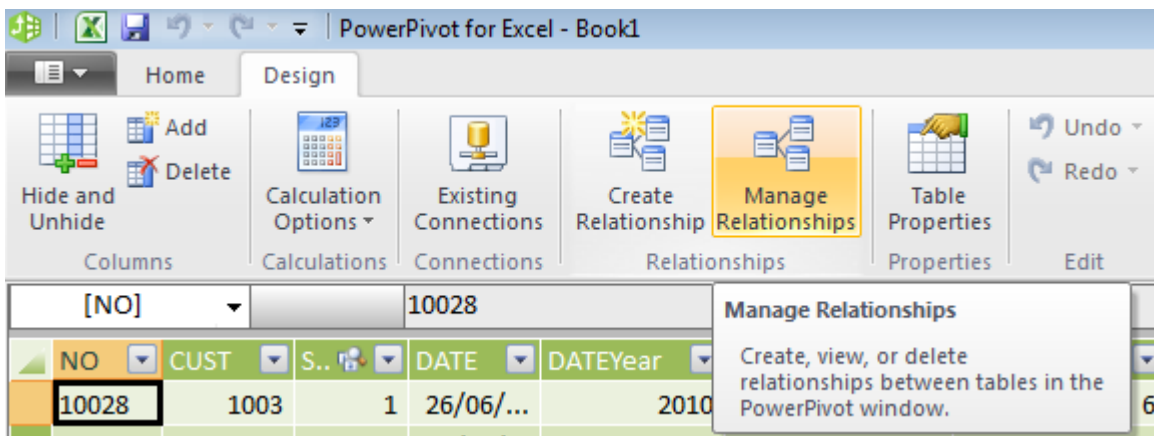 PowerPivot for Excel - Book1
Home Design
Add
Delete
Hide and
Unhide
123
Calculation
Options
Existing
Connections
Create
Relationship
Manage
Relationships
Table
Properties
Undo
Redo
Columns Calculations Connections Relationships Properties Edit
[NO] 10028
NO CUST S.. DATE DATEYear
10028 1003 1 26/06/... 2010 6
Manage Relationships
Create, view, or delete
relationships between tables in the
PowerPivot window.